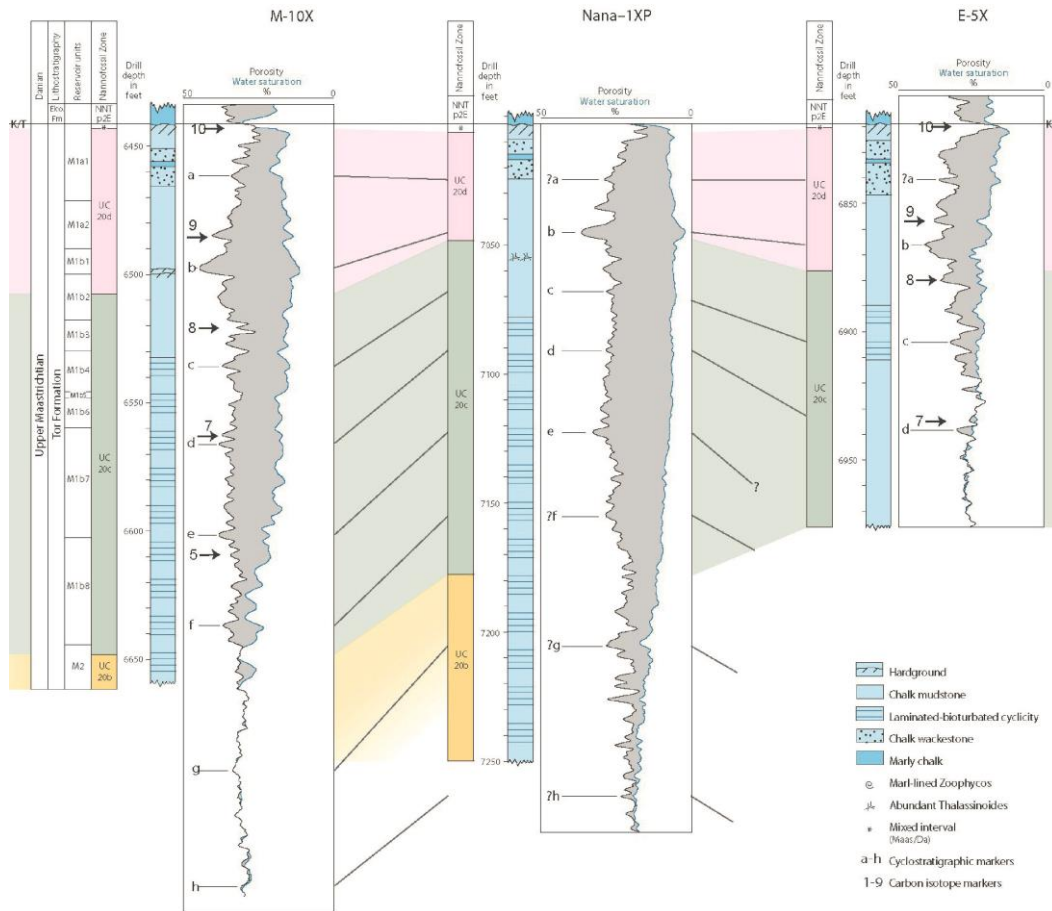 M-10X
Nana–1XP
E-5X
Danian
Lithostratigraphy
Reservoir units
Nannofossil Zone
Drill
depth
in
feet
Porosity
Water saturation
%
50
0
Eko.
Fm
NNT
p2E
K/T
*
Upper Maastrichtian
Tor Formation
M1a1
M1a2
M1b1
M1b2
M1b3
M1b4
M1b5
M1b6
M1b7
M1b8
M2
UC
20d
UC
20c
UC
20b
6450
6500
6550
6600
6650
10
a
9
b
8
c
7
d
e
5
f
g
h
Nannofossil Zone
NNT
p2E
*
UC
20d
UC
20c
UC
20b
Drill
depth
in
feet
Porosity
Water saturation
%
50
0
7050
7100
7150
7200
7250
?a
b
c
d
e
?f
?g
?h
?
Nannofossil Zone
NNT
p2E
*
UC
20d
UC
20c
Drill
depth
in
feet
Porosity
Water saturation
%
50
0
K
6850
6900
6950
10
?a
9
b
8
c
7
d
Hardground
Chalk mudstone
Laminated-bioturbated cyclicity
Chalk wackestone
Marly chalk
Marl-lined Zoophycos
Abundant Thalassinoides
* Mixed interval
(Maas/Da)
a-h Cyclostratigraphic markers
1-9 Carbon isotope markers